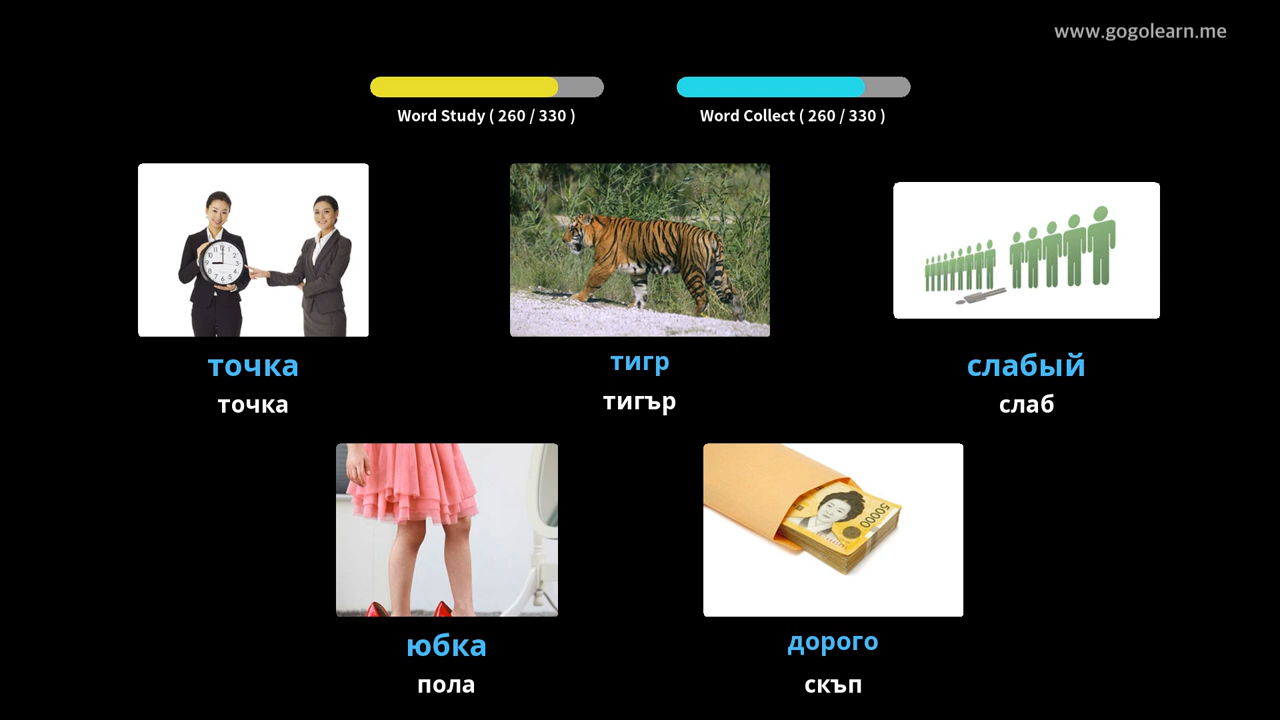 www.gogolearn.me
Word Study ( 260 / 330 )
Word Collect ( 260 / 330 )
точка
точка
тигр
тигър
слабый
слаб
50000
юбка
пола
дорого
скъп